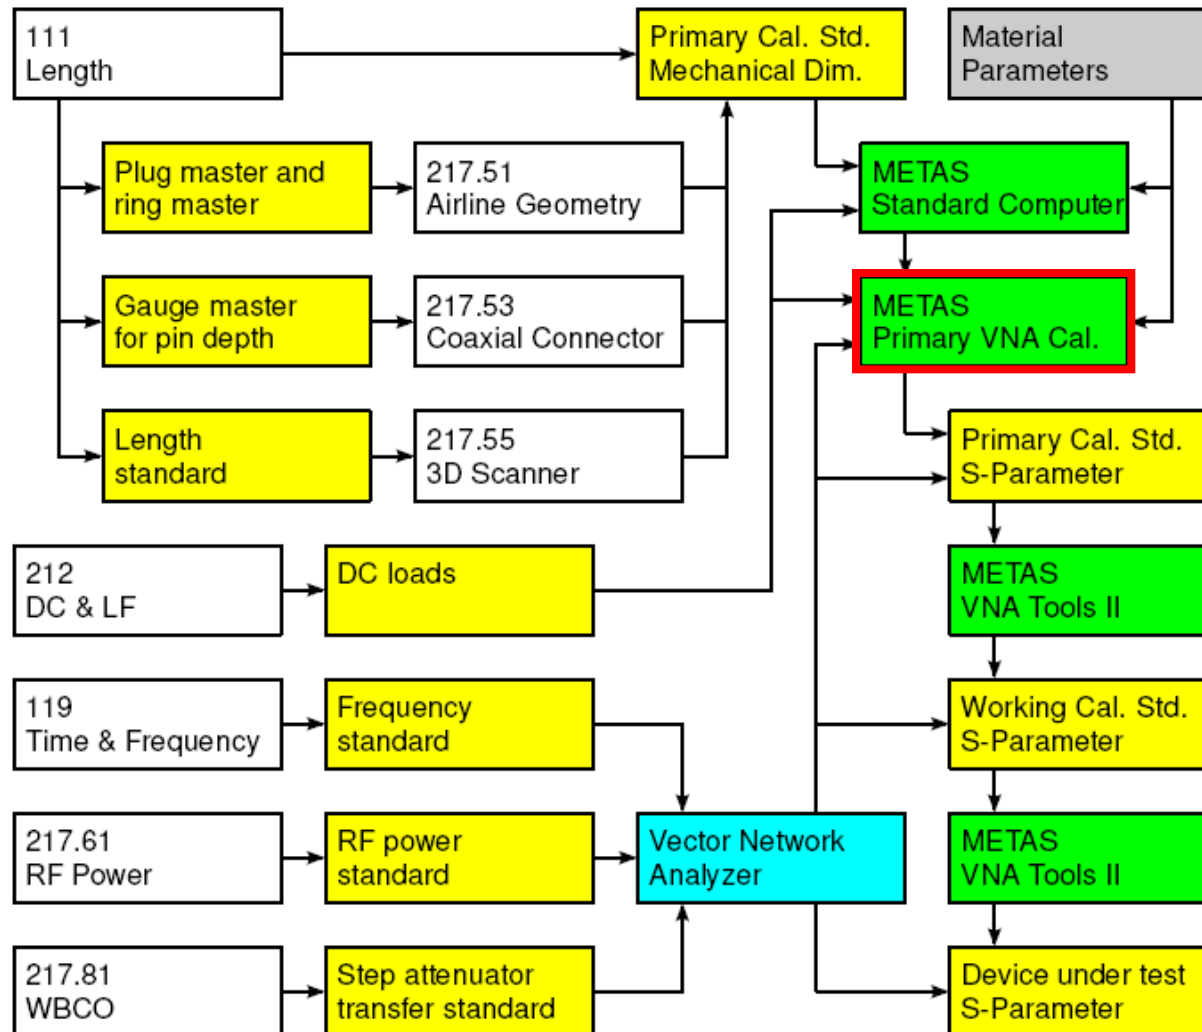 111
Length
Primary Cal. Std.
Mechanical Dim.
Material
Parameters
Plug master and
ring master
217.51
Airline Geometry
METAS
Standard Computer
Gauge master
for pin depth
217.53
Coaxial Connector
METAS
Primary VNA Cal.
Length
standard
217.55
3D Scanner
Primary Cal. Std.
S-Parameter
212
DC & LF
DC loads
METAS
VNA Tools II
119
Time & Frequency
Frequency
standard
Working Cal. Std.
S-Parameter
217.61
RF Power
RF power
standard
Vector Network
Analyzer
METAS
VNA Tools II
217.81
WBCO
Step attenuator
transfer standard
Device under test
S-Parameter